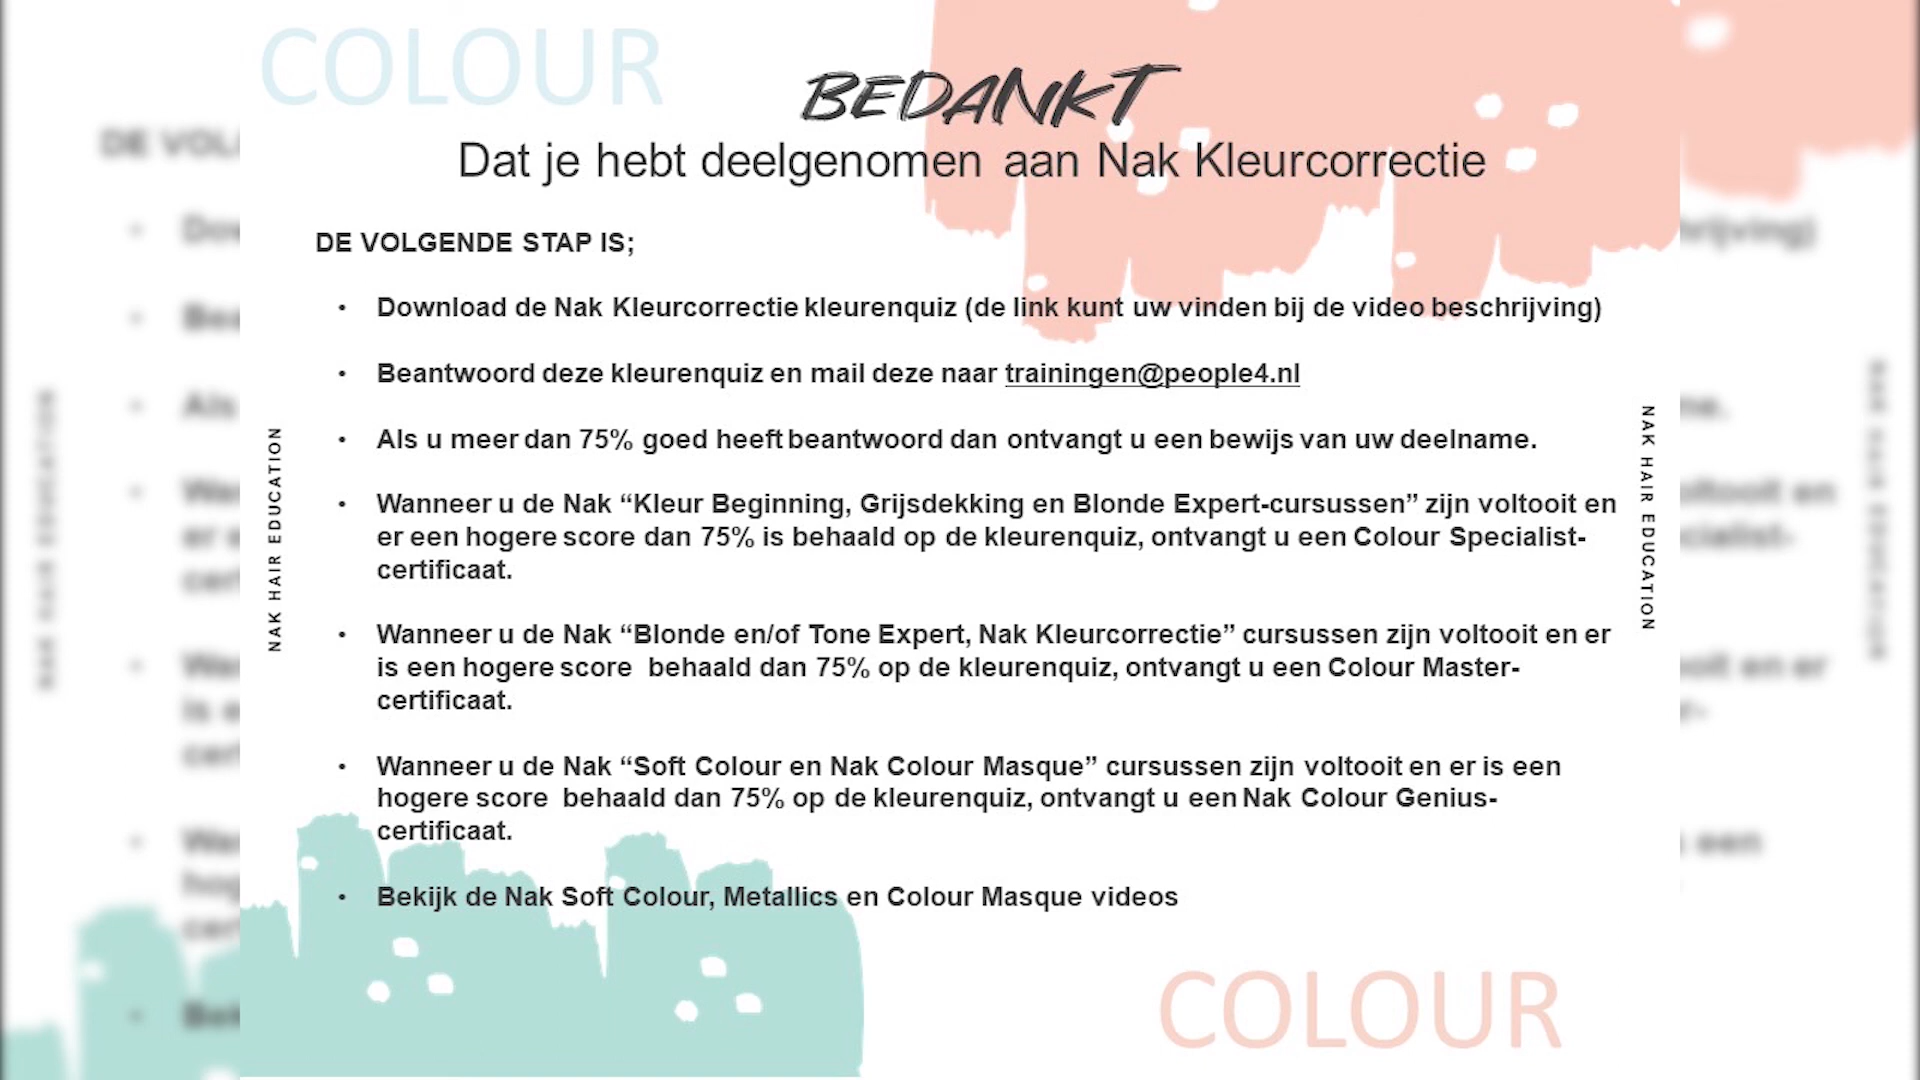 COLOUR
BEDANKT
Dat je hebt deelgenomen aan Nak Kleurcorrectie
DE VOLGENDE STAP IS;
• Download de Nak Kleurcorrectie kleurenquiz (de link kunt uw vinden bij de video beschrijving)
• Beantwoord deze kleurenquiz en mail deze naar trainingen@people4.nl
• Als u meer dan 75% goed heeft beantwoord dan ontvangt u een bewijs van uw deelname.
• Wanneer u de Nak “Kleur Beginning, Grijsdekking en Blonde Expert-cursussen” zijn voltooit en
er een hogere score dan 75% is behaald op de kleurenquiz, ontvangt u een Colour Specialist-
certificaat.
• Wanneer u de Nak “Blonde en/of Tone Expert, Nak Kleurcorrectie” cursussen zijn voltooit en er
is een hogere score behaald dan 75% op de kleurenquiz, ontvangt u een Colour Master-
certificaat.
• Wanneer u de Nak “Soft Colour en Nak Colour Masque” cursussen zijn voltooit en er is een
hogere score behaald dan 75% op de kleurenquiz, ontvangt u een Nak Colour Genius-
certificaat.
• Bekijk de Nak Soft Colour, Metallics en Colour Masque videos
NAK HAIR EDUCATION
NAK HAIR EDUCATION
COLOUR